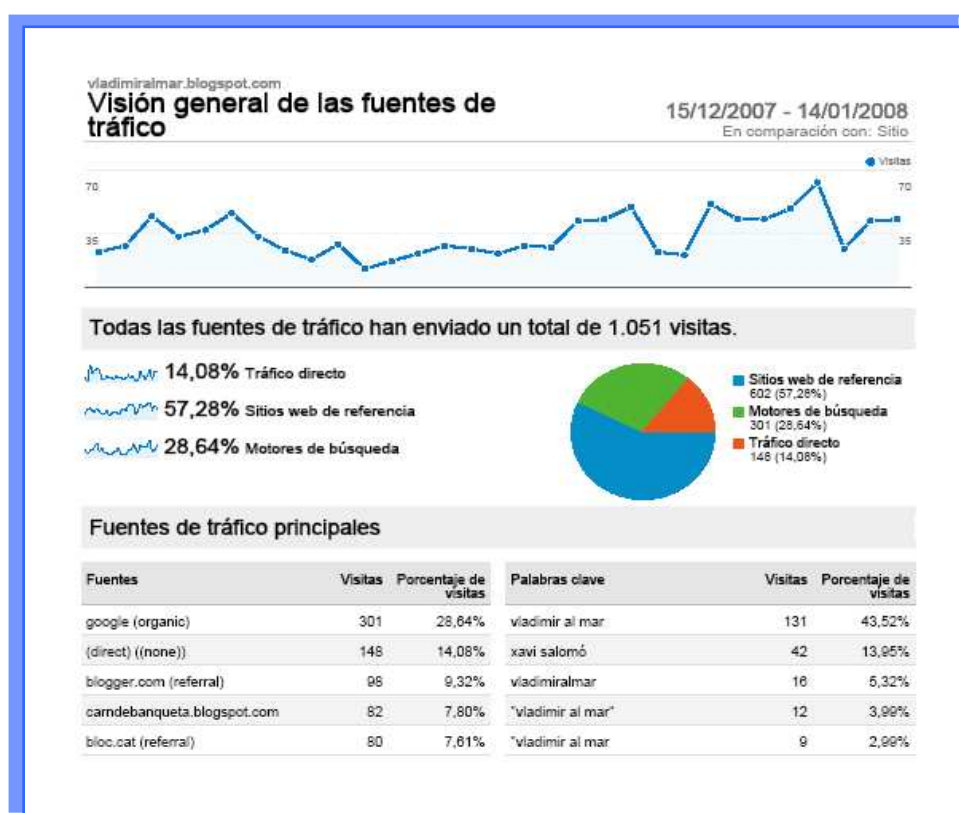 vladimiralmar.blogspot.com
Visión general de las fuentes de
tráfico
15/12/2007 - 14/01/2008
En comparación con: Sitio
Visitas
70
70
35
35
Todas las fuentes de tráfico han enviado un total de 1.051 visitas.
14,08% Tráfico directo
57,28% Sitios web de referencia
28,64% Motores de búsqueda
Sitios web de referencia
602 (57,28%)
Motores de búsqueda
301 (28,64%)
Tráfico directo
148 (14,08%)
Fuentes de tráfico principales
Fuentes Visitas Porcentaje de
visitas
google (organic) 301 28,64%
(direct) ((none)) 148 14,08%
blogger.com (referral) 98 9,32%
carndebanqueta.blogspot.com 82 7,80%
bloc.cat (referral) 80 7,61%
Palabras clave Visitas Porcentaje de
visitas
vladimir al mar 131 43,52%
xavi salomó 42 13,95%
vladimiralmar 16 5,32%
"vladimir al mar" 12 3,99%
"vladimir al mar 9 2,99%